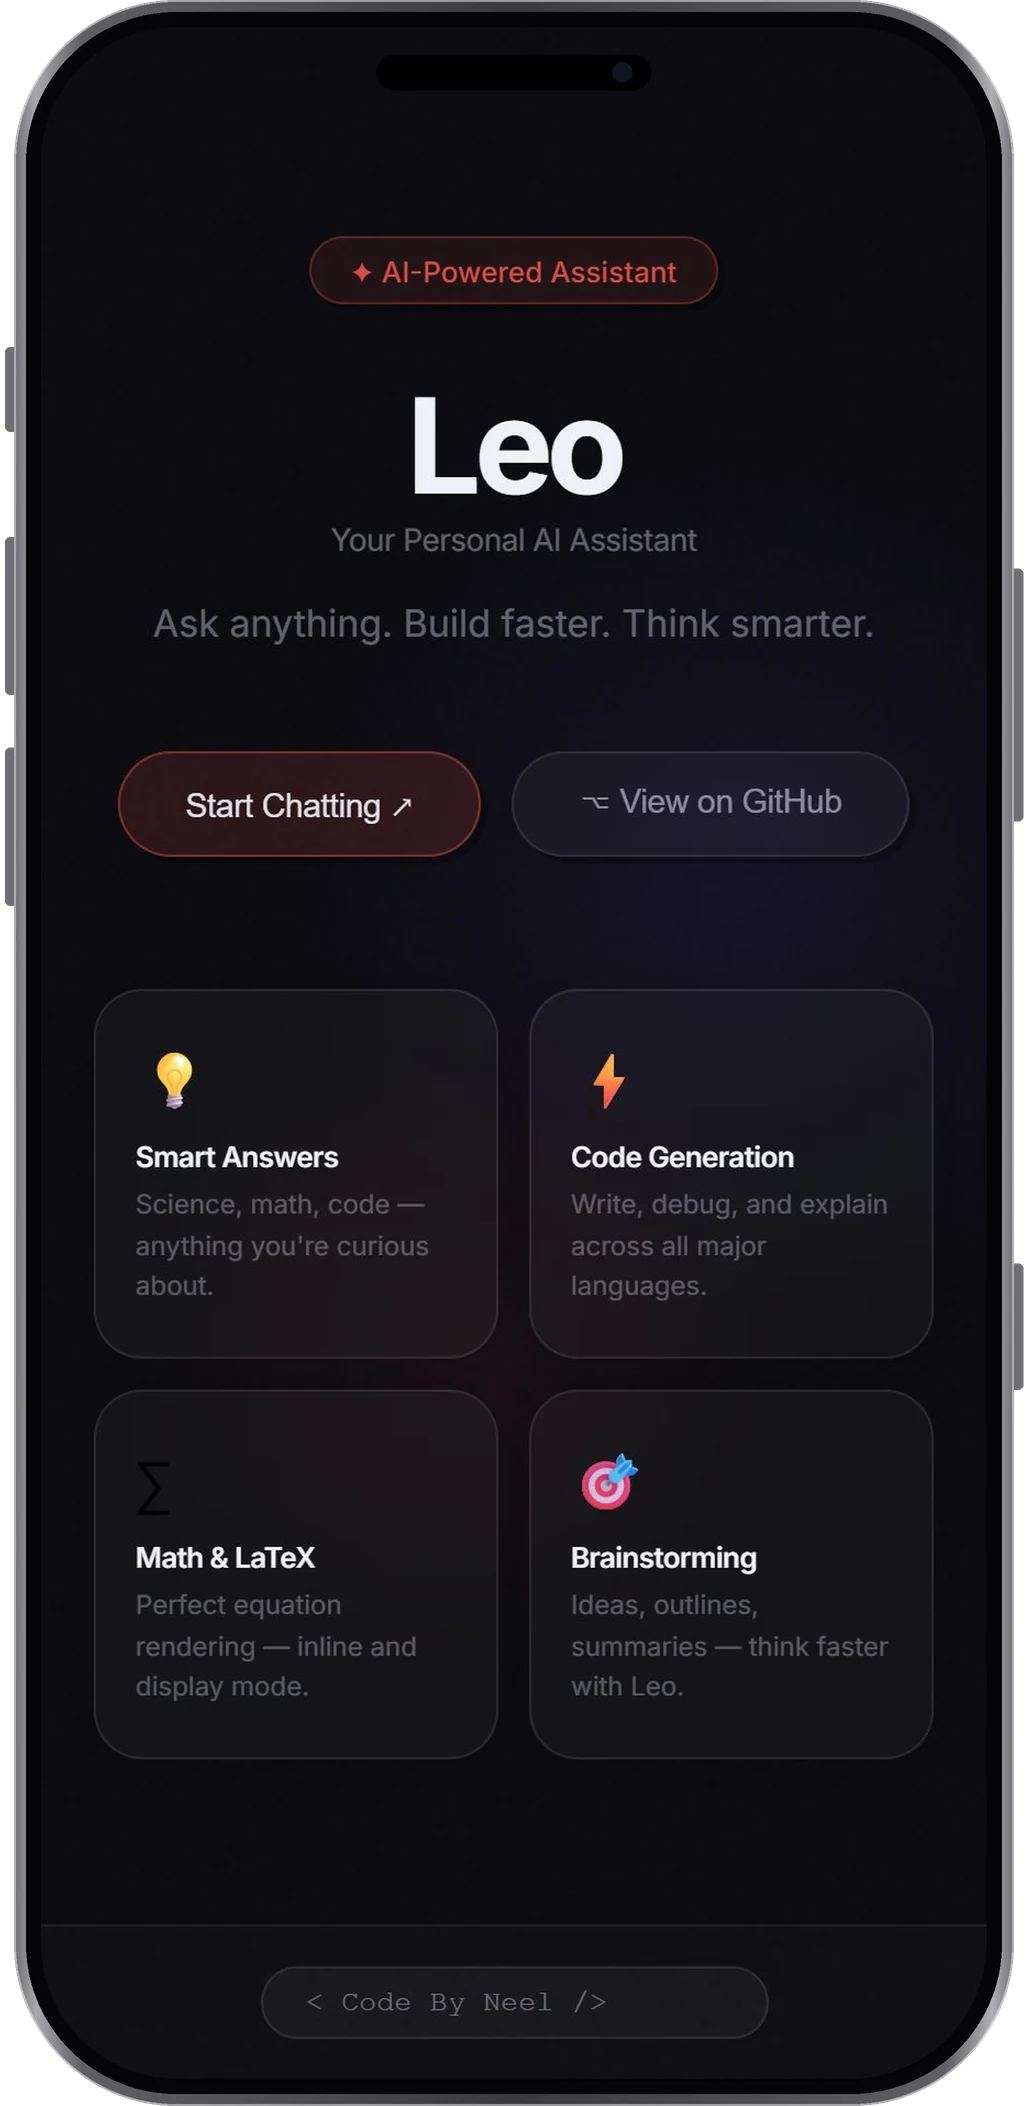 ✦ AI-Powered Assistant
Leo
Your Personal AI Assistant
Ask anything. Build faster. Think smarter.
Start Chatting ↗
⌥ View on GitHub
Smart Answers
Science, math, code —
anything you're curious
about.
Code Generation
Write, debug, and explain
across all major
languages.
∑
Math & LaTeX
Perfect equation
rendering — inline and
display mode.
Brainstorming
Ideas, outlines,
summaries — think faster
with Leo.
< Code By Neel />